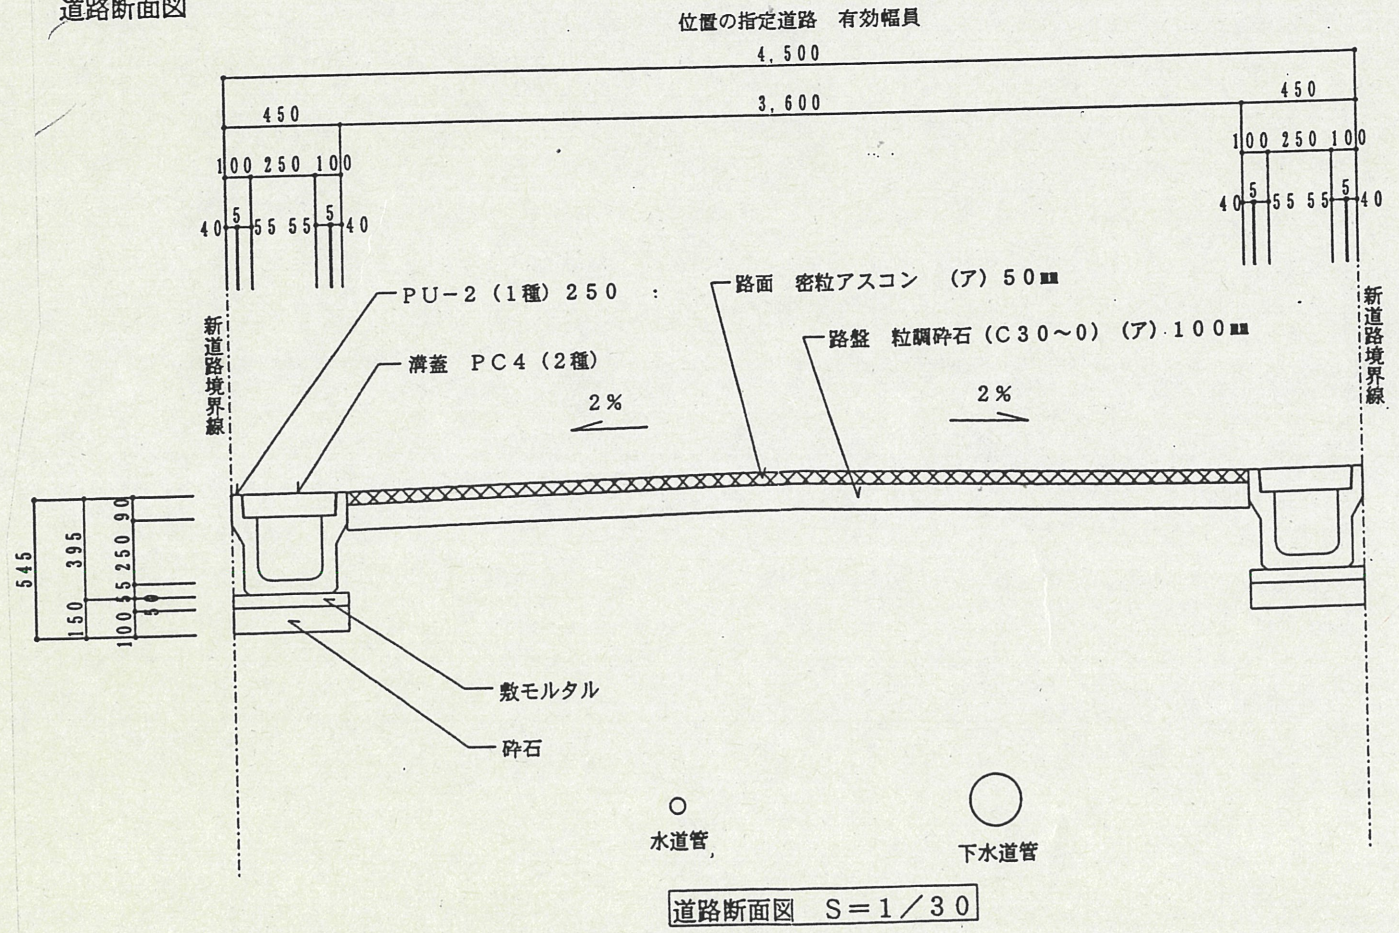 道路断面図
位置の指定道路 有効幅員
4,500
450
3,600
450
100 250 100
100 250 100
40 5 55 55 5 40
40 5 55 55 5 40
PU-2 (1種) 250 :
路面 密粒アスコン (ア) 50㎜
新道路境界線
新道路境界線
路盤 粒調砕石 (C30~0) (ア) 100㎜
溝蓋 PC4 (2種)
2%
2%
545
395
150
90
250
55
50
100
敷モルタル
砕石
水道管
下水道管
道路断面図 S=1/30